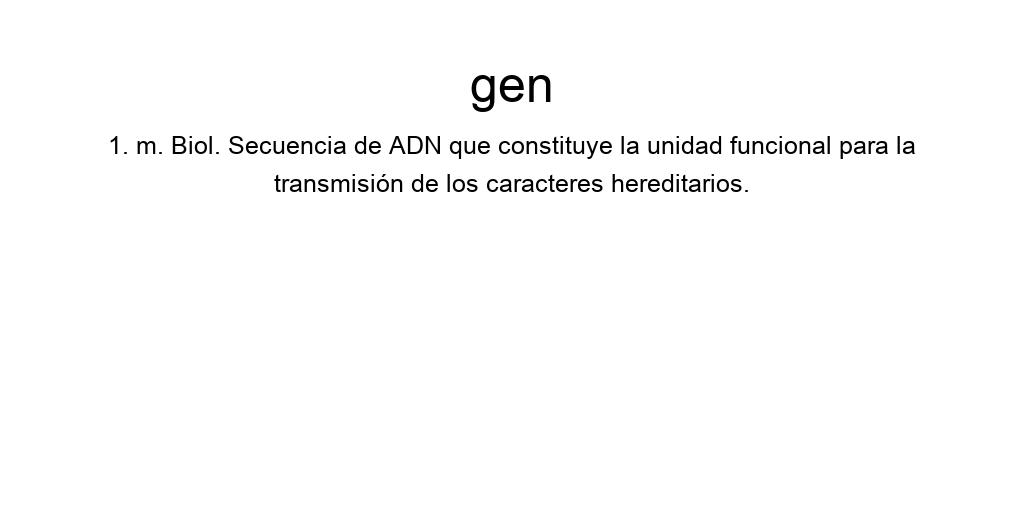 gen
1. m. Biol. Secuencia de ADN que constituye la unidad funcional para la
transmisión de los caracteres hereditarios.